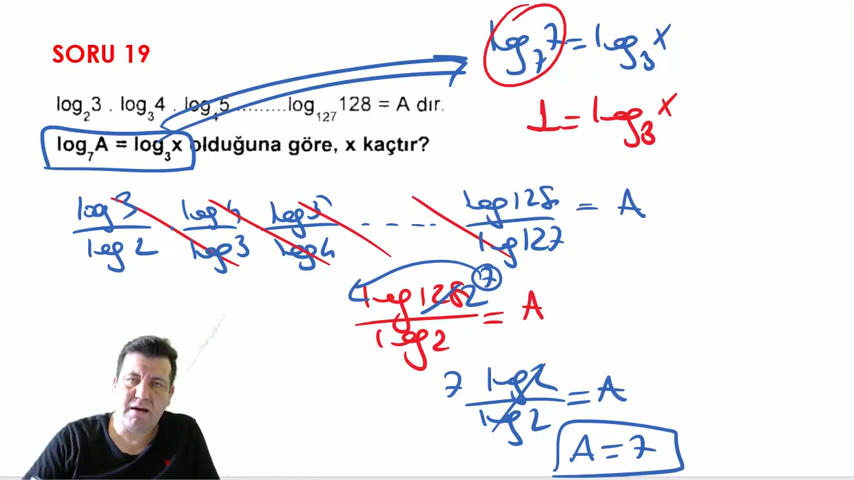 SORU 19
log₂3 . log₃4 . log₄5..........log₁₂₇128 = A dır.
log₇A = log₃x olduğuna göre, x kaçtır?
log₇7 = log₃x
1 = log₃x
log3/log2 . log4/log3 . log5/log4 . . . . . . log128/log127 = A
log128 2⁷/log2 = A
7 log2/log2 = A
A = 7